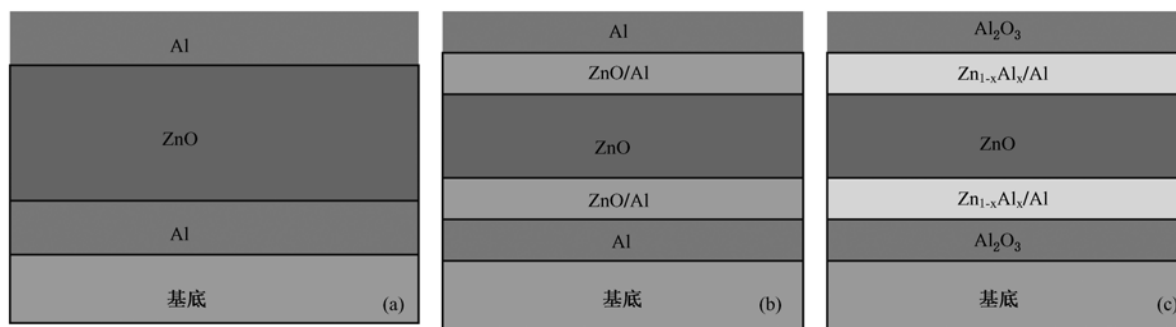 Al
ZnO
Al
基底
(a)
Al
ZnO/Al
ZnO
ZnO/Al
Al
基底
(b)
Al₂O₃
Zn₁₋ₓAlₓ/Al
ZnO
Zn₁₋ₓAlₓ/Al
Al₂O₃
基底
(c)